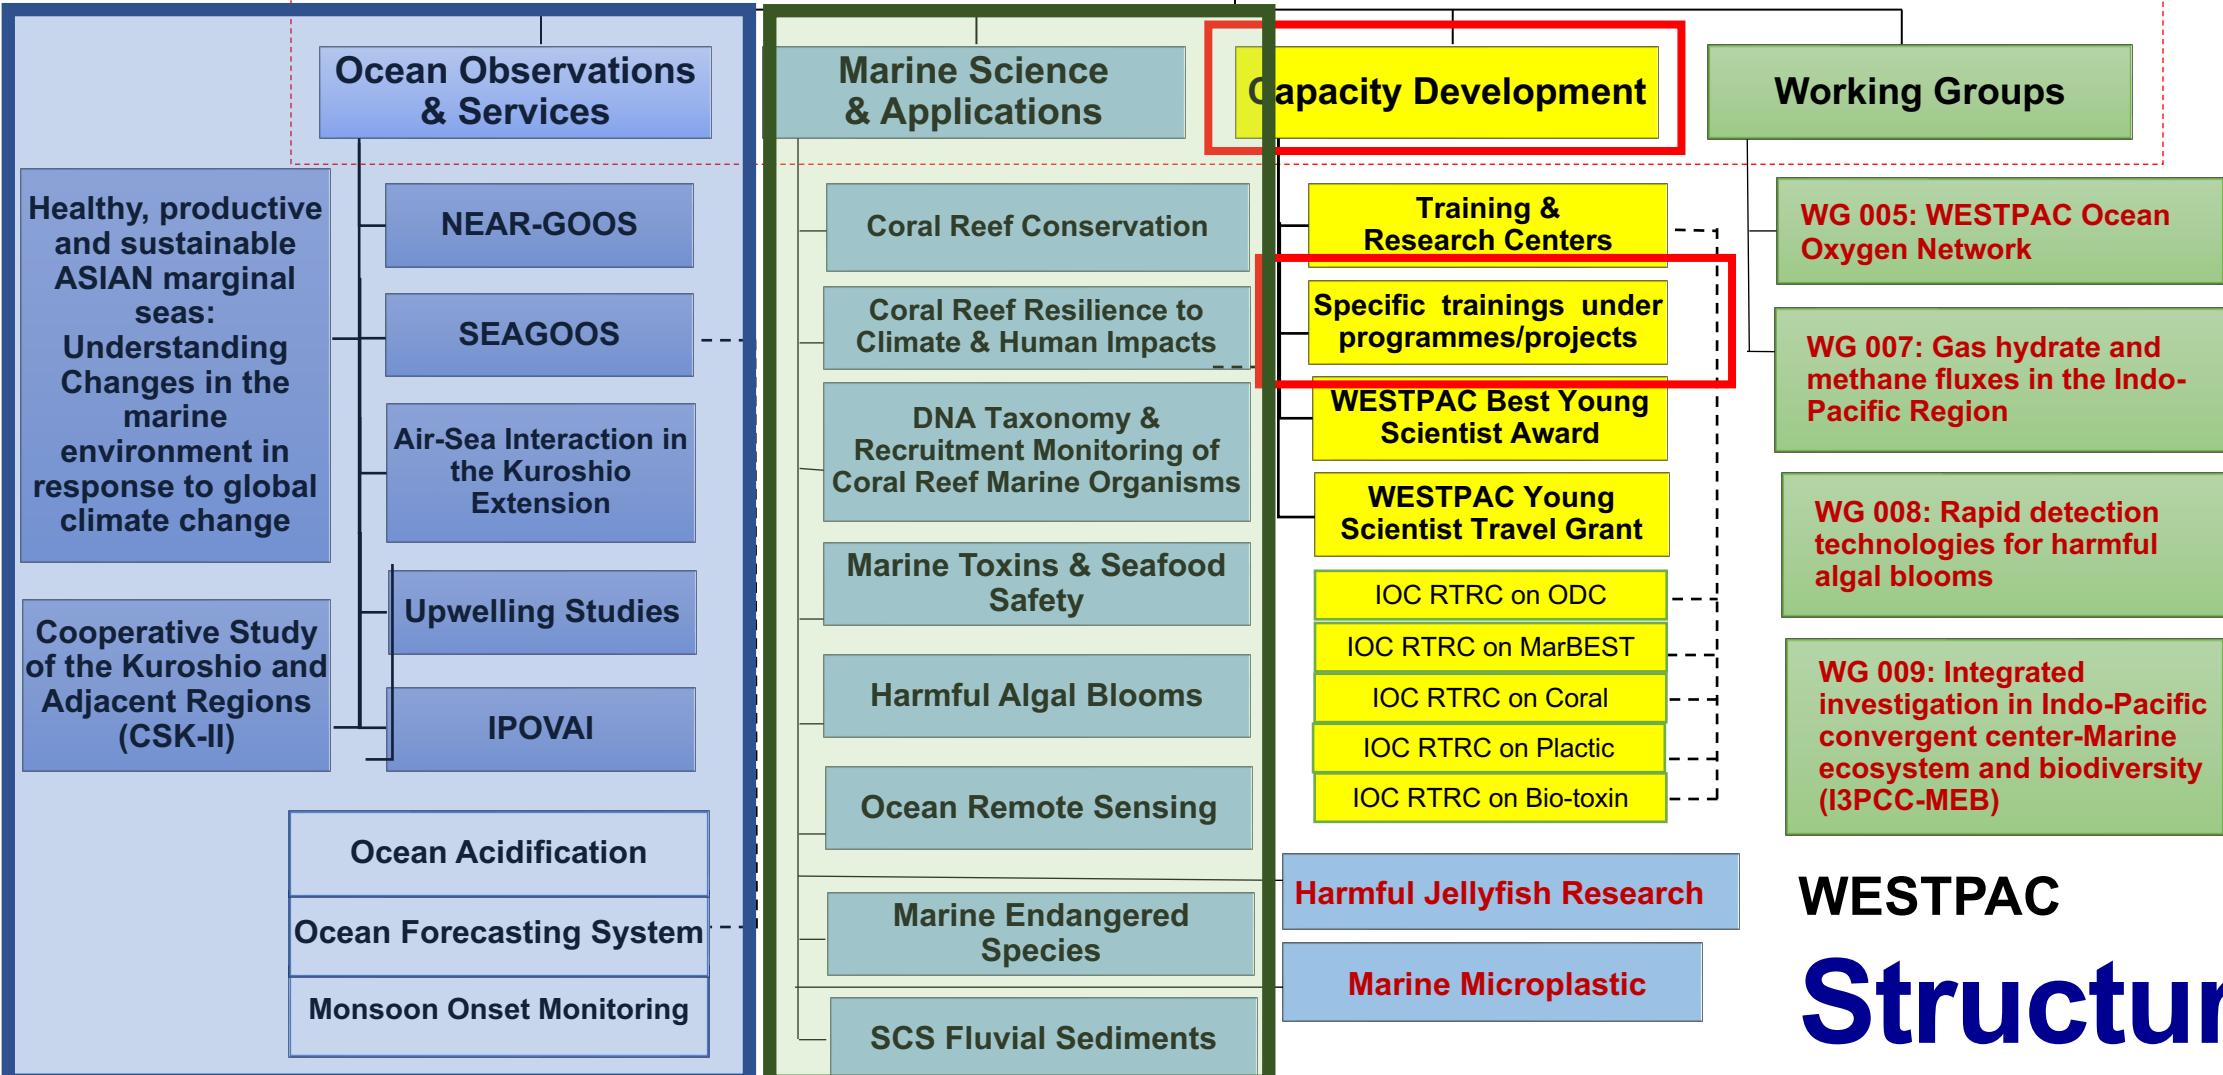 Ocean Observations
& Services
Marine Science
& Applications
Capacity Development
Working Groups
Healthy, productive
and sustainable
ASIAN marginal
seas:
Understanding
Changes in the
marine
environment in
response to global
climate change
Cooperative Study
of the Kuroshio and
Adjacent Regions
(CSK-II)
NEAR-GOOS
SEAGOOS
Air-Sea Interaction in
the Kuroshio
Extension
Upwelling Studies
IPOVAI
Ocean Acidification
Ocean Forecasting System
Monsoon Onset Monitoring
Coral Reef Conservation
Coral Reef Resilience to
Climate & Human Impacts
DNA Taxonomy &
Recruitment Monitoring of
Coral Reef Marine Organisms
Marine Toxins & Seafood
Safety
Harmful Algal Blooms
Ocean Remote Sensing
Marine Endangered
Species
SCS Fluvial Sediments
Training &
Research Centers
Specific trainings under
programmes/projects
WESTPAC Best Young
Scientist Award
WESTPAC Young
Scientist Travel Grant
IOC RTRC on ODC
IOC RTRC on MarBEST
IOC RTRC on Coral
IOC RTRC on Plactic
IOC RTRC on Bio-toxin
Harmful Jellyfish Research
Marine Microplastic
WG 005: WESTPAC Ocean
Oxygen Network
WG 007: Gas hydrate and
methane fluxes in the Indo-
Pacific Region
WG 008: Rapid detection
technologies for harmful
algal blooms
WG 009: Integrated
investigation in Indo-Pacific
convergent center-Marine
ecosystem and biodiversity
(I3PCC-MEB)
WESTPAC
Structur